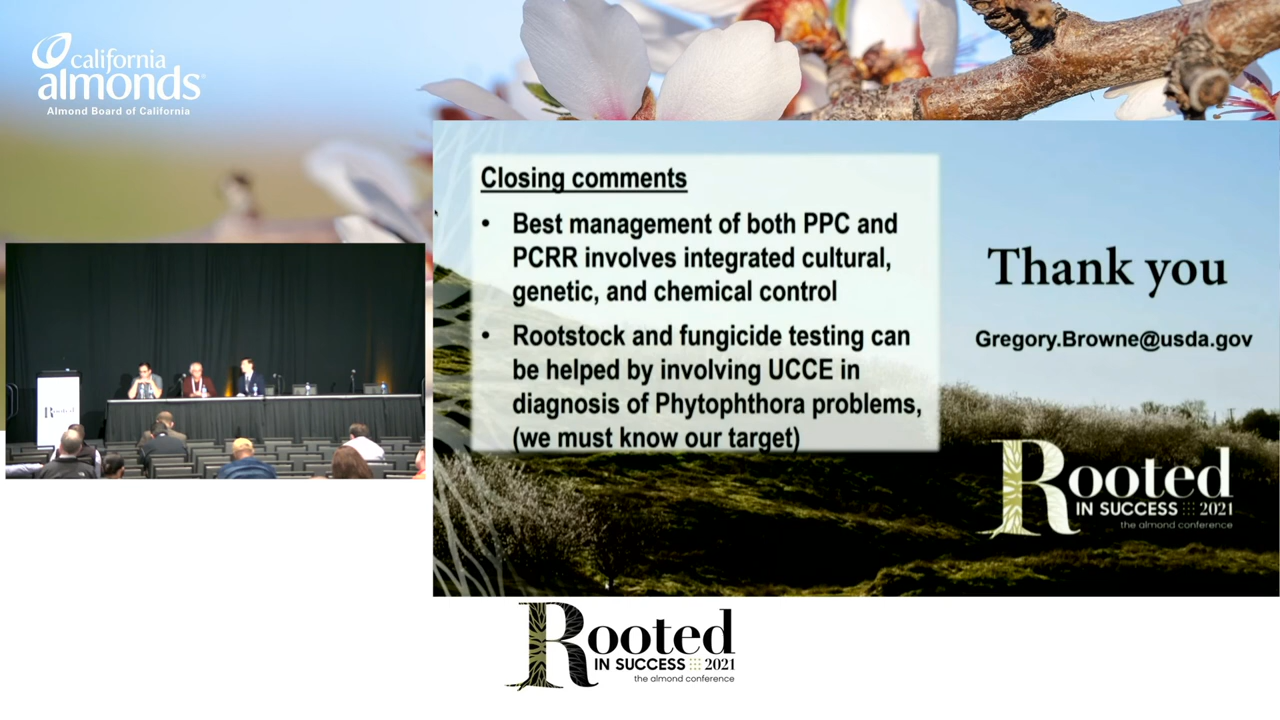 california
almonds
Almond Board of California
Closing comments
• Best management of both PPC and
PCRR involves integrated cultural,
genetic, and chemical control
• Rootstock and fungicide testing can
be helped by involving UCCE in
diagnosis of Phytophthora problems,
(we must know our target)
Thank you
Gregory.Browne@usda.gov
Rooted
IN SUCCESS 2021
the almond conference
Rooted
Rooted
IN SUCCESS 2021
the almond conference